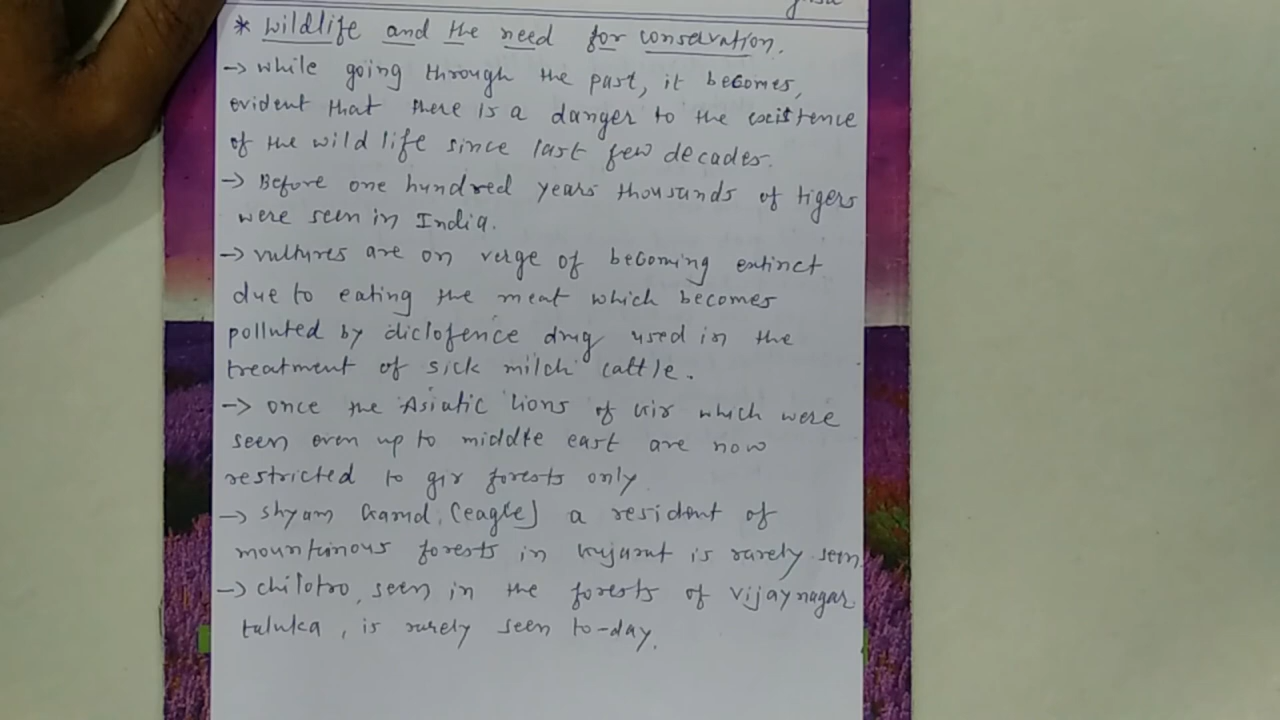 * Wildlife and the need for conservation.
→ while going through the past, it becomes,
evident that there is a danger to the existence
of the wild life since last few decades.
→ Before one hundred years thousands of tigers
were seen in India.
→ vultures are on verge of becoming extinct
due to eating the meat which becomes
polluted by diclofence drug used in the
treatment of sick milch cattle.
→ once the Asiatic lions of Gir which were
seen even up to middle east are now
restricted to gir forests only
→ shyam Garud, (eagle) a resident of
mountinous forests in Gujarat is rarely seen
→ chilotro, seen in the forests of vijaynagar
taluka, is rarely seen to-day.